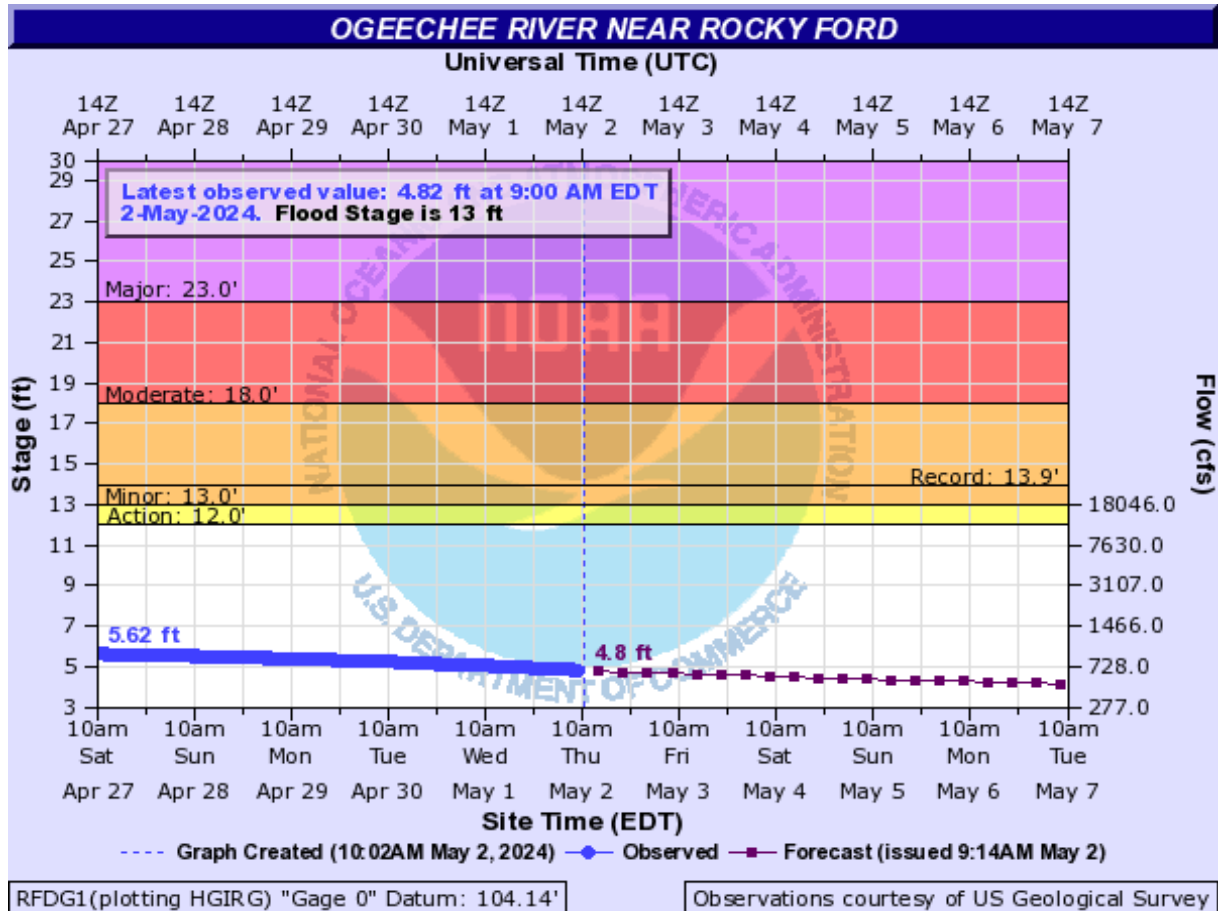 OGEECHEE RIVER NEAR ROCKY FORD
Universal Time (UTC)
14Z 14Z 14Z 14Z 14Z 14Z 14Z 14Z 14Z 14Z 14Z
Apr 27 Apr 28 Apr 29 Apr 30 May 1 May 2 May 3 May 4 May 5 May 6 May 7
Latest observed value: 4.82 ft at 9:00 AM EDT
2-May-2024. Flood Stage is 13 ft
30
29
27
25
23
21
19
17
15
13
11
9
7
5
3
Stage (ft)
Major: 23.0'
Moderate: 18.0'
Record: 13.9'
Minor: 13.0'
Action: 12.0'
NATIONAL OCEANIC AND ATMOSPHERIC ADMINISTRATION
NOAA
U.S. DEPARTMENT OF COMMERCE
5.62 ft
4.8 ft
Flow (cfs)
18046.0
7630.0
3107.0
1466.0
728.0
277.0
10am 10am 10am 10am 10am 10am 10am 10am 10am 10am 10am
Sat Sun Mon Tue Wed Thu Fri Sat Sun Mon Tue
Apr 27 Apr 28 Apr 29 Apr 30 May 1 May 2 May 3 May 4 May 5 May 6 May 7
Site Time (EDT)
Graph Created (10:02AM May 2, 2024) Observed Forecast (issued 9:14AM May 2)
RFDG1(plotting HGIRG) "Gage 0" Datum: 104.14'
Observations courtesy of US Geological Survey